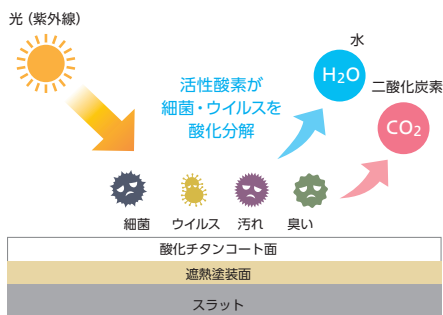 光（紫外線）
活性酸素が
細菌・ウイルスを
酸化分解
水
H₂O
二酸化炭素
CO₂
細菌 ウイルス 汚れ 臭い
酸化チタンコート面
遮熱塗装面
スラット